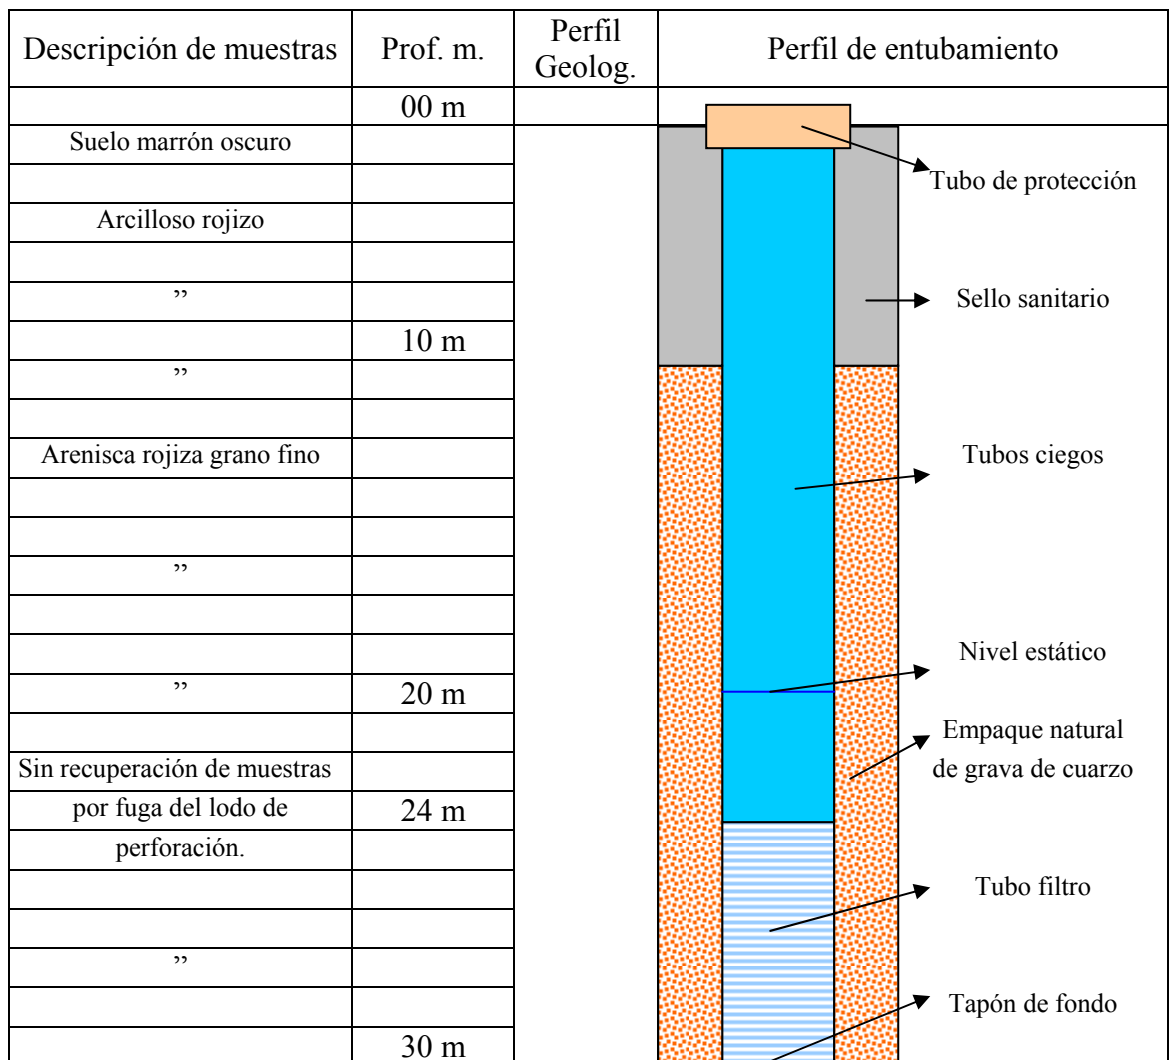 Descripción de muestras
Prof. m.
Perfil
Geolog.
Perfil de entubamiento
00 m
Suelo marrón oscuro
Tubo de protección
Arcilloso rojizo
”
Sello sanitario
10 m
”
Arenisca rojiza grano fino
Tubos ciegos
”
Nivel estático
”
20 m
Empaque natural
de grava de cuarzo
Sin recuperación de muestras
por fuga del lodo de
24 m
perforación.
Tubo filtro
”
Tapón de fondo
30 m